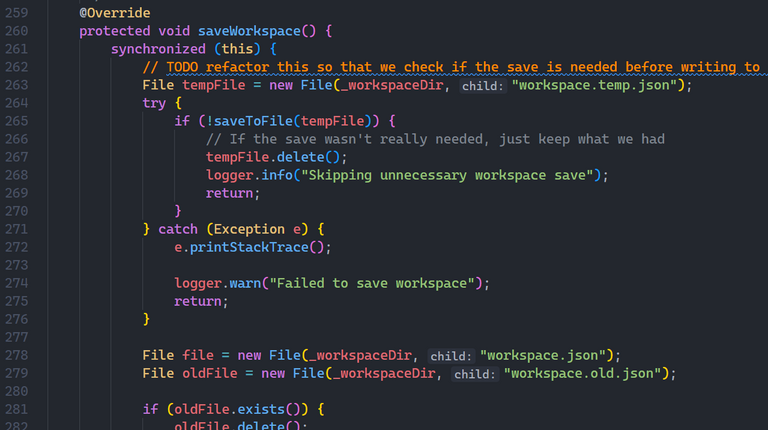 259 @Override
260 protected void saveWorkspace() {
261 synchronized (this) {
262 // TODO refactor this so that we check if the save is needed before writing to
263 File tempFile = new File(_workspaceDir, child: "workspace.temp.json");
264 try {
265 if (!saveToFile(tempFile)) {
266 // If the save wasn't really needed, just keep what we had
267 tempFile.delete();
268 logger.info("Skipping unnecessary workspace save");
269 return;
270 }
271 } catch (Exception e) {
272 e.printStackTrace();
273
274 logger.warn("Failed to save workspace");
275 return;
276 }
277
278 File file = new File(_workspaceDir, child: "workspace.json");
279 File oldFile = new File(_workspaceDir, child: "workspace.old.json");
280
281 if (oldFile.exists()) {
282 oldFile.delete();